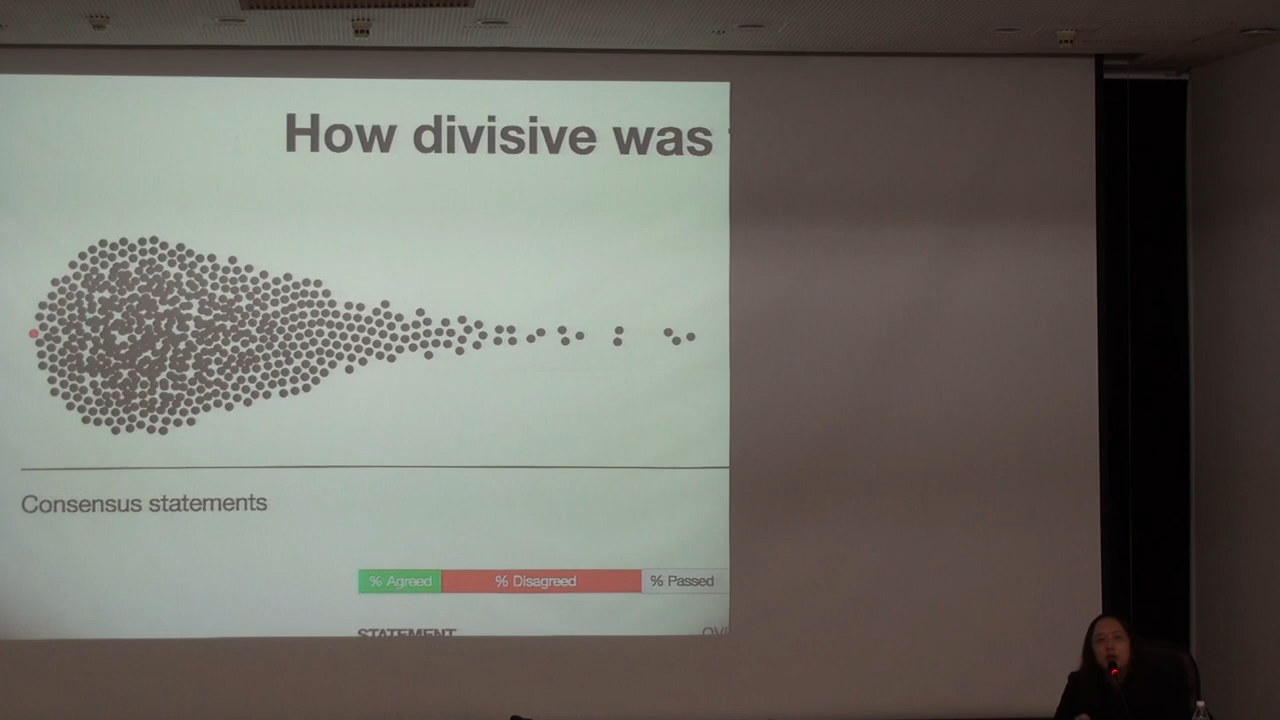 How divisive was
Consensus statements
% Agreed % Disagreed % Passed
STATEMENT